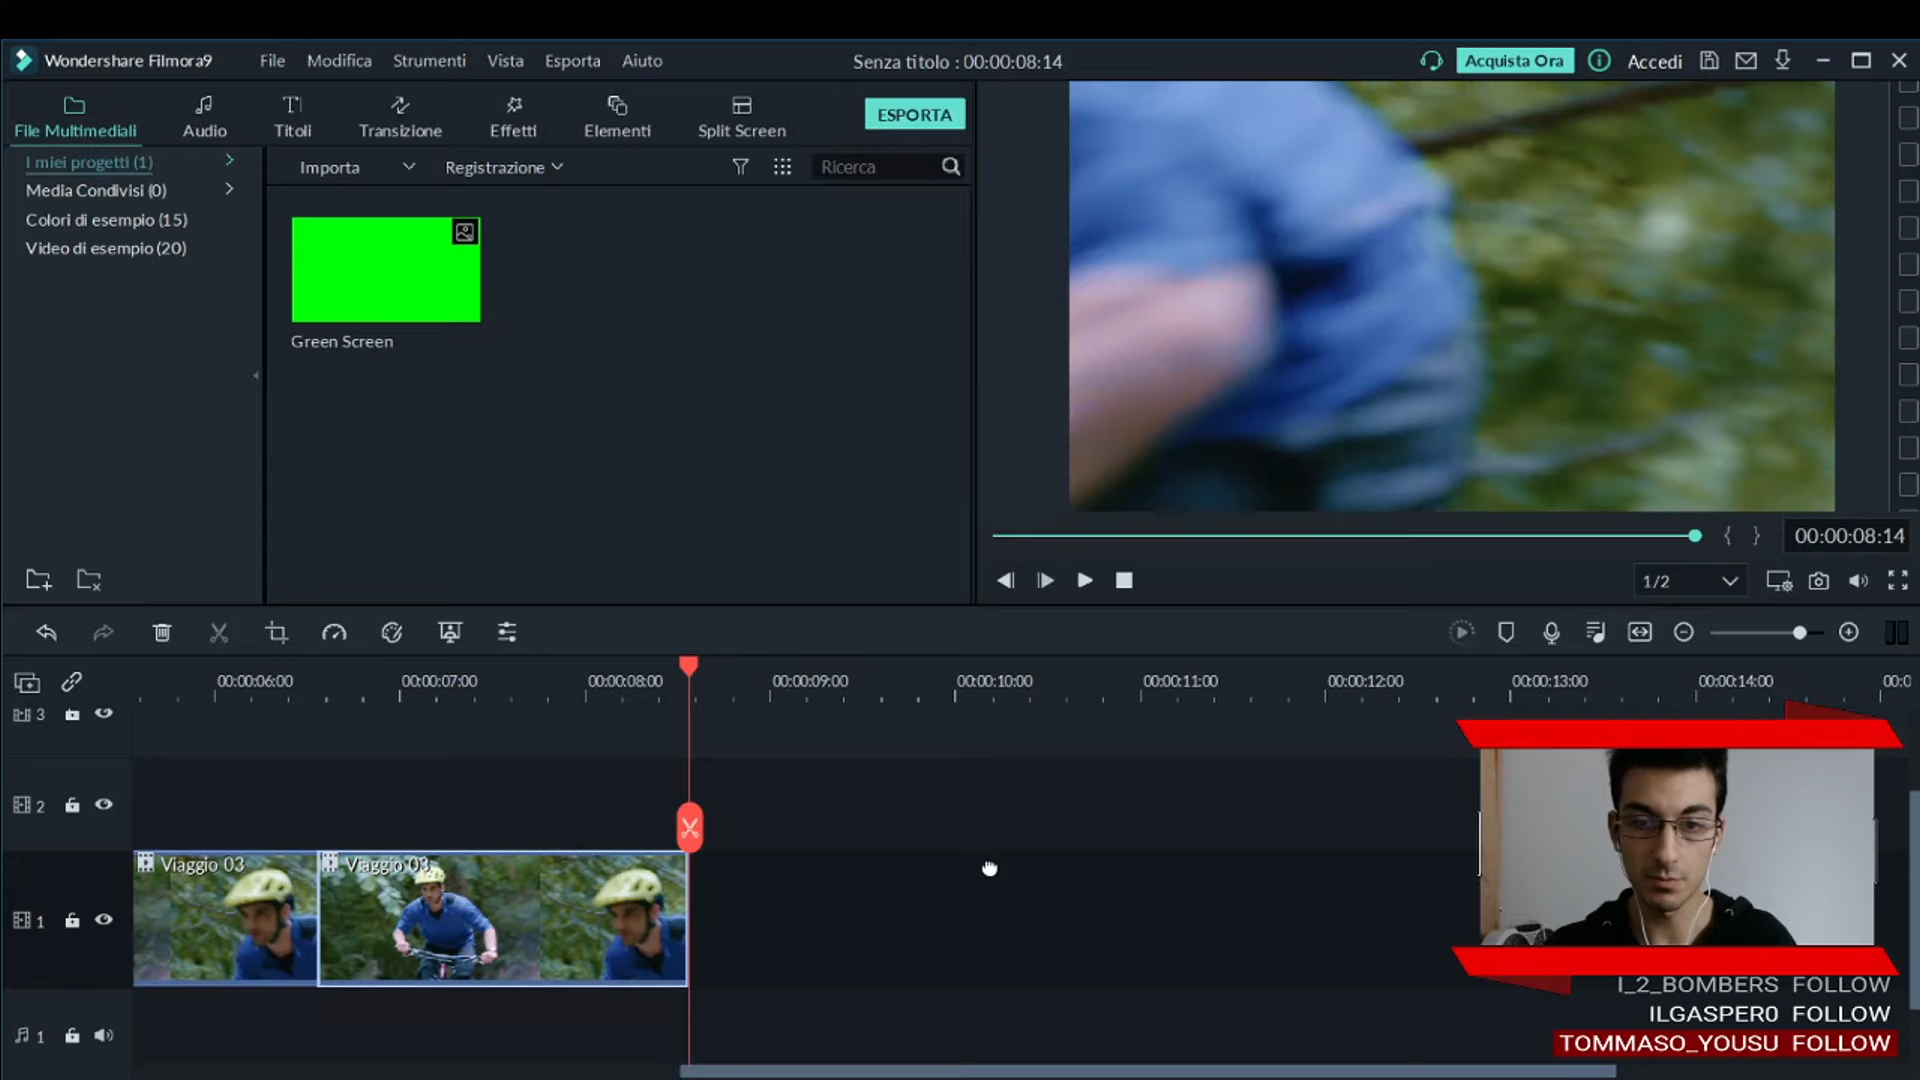 Wondershare Filmora9 File Modifica Strumenti Vista Esporta Aiuto Senza titolo : 00:00:08:14 Acquista Ora Accedi
File Multimediali Audio Titoli Transizione Effetti Elementi Split Screen ESPORTA
I miei progetti (1)
Media Condivisi (0)
Colori di esempio (15)
Video di esempio (20)
Importa Registrazione Ricerca
Green Screen
00:00:08:14
1/2
00:00:06:00 00:00:07:00 00:00:08:00 00:00:09:00 00:00:10:00 00:00:11:00 00:00:12:00 00:00:13:00 00:00:14:00
3
2
Viaggio 03 Viaggio 03
1
1
I_2_BOMBERS FOLLOW
ILGASPER0 FOLLOW
TOMMASO_YOUSU FOLLOW